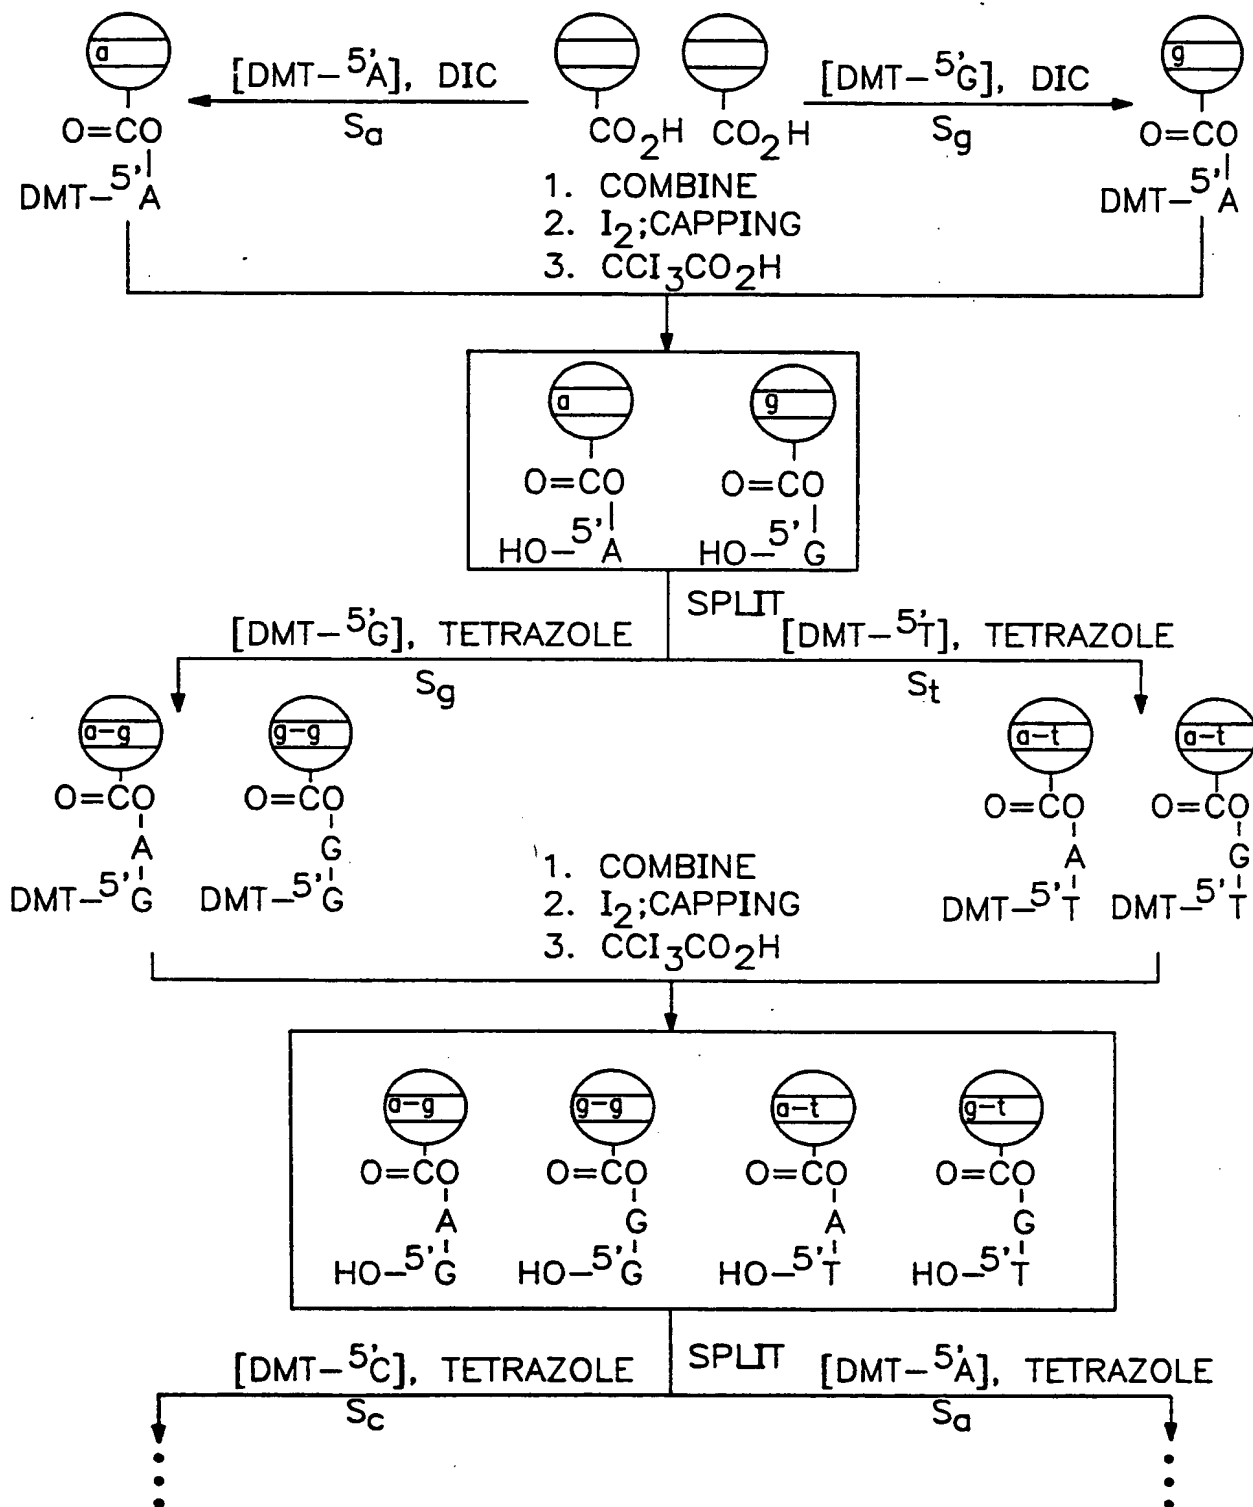 a
g
[DMT-5'A], DIC
[DMT-5'G], DIC
Sa
Sg
O=CO
CO2H CO2H
O=CO
DMT-5'A
DMT-5'A
1. COMBINE
2. I2;CAPPING
3. CCI3CO2H
a
g
O=CO
O=CO
HO-5'A
HO-5'G
SPLIT
[DMT-5'G], TETRAZOLE
[DMT-5'T], TETRAZOLE
Sg
St
a-g
g-g
a-t
a-t
O=CO
O=CO
O=CO
O=CO
A
G
A
G
DMT-5'G
DMT-5'G
DMT-5'T
DMT-5'T
1. COMBINE
2. I2;CAPPING
3. CCI3CO2H
a-g
g-g
a-t
g-t
O=CO
O=CO
O=CO
O=CO
A
G
A
G
HO-5'G
HO-5'G
HO-5'T
HO-5'T
SPLIT
[DMT-5'C], TETRAZOLE
[DMT-5'A], TETRAZOLE
Sc
Sa